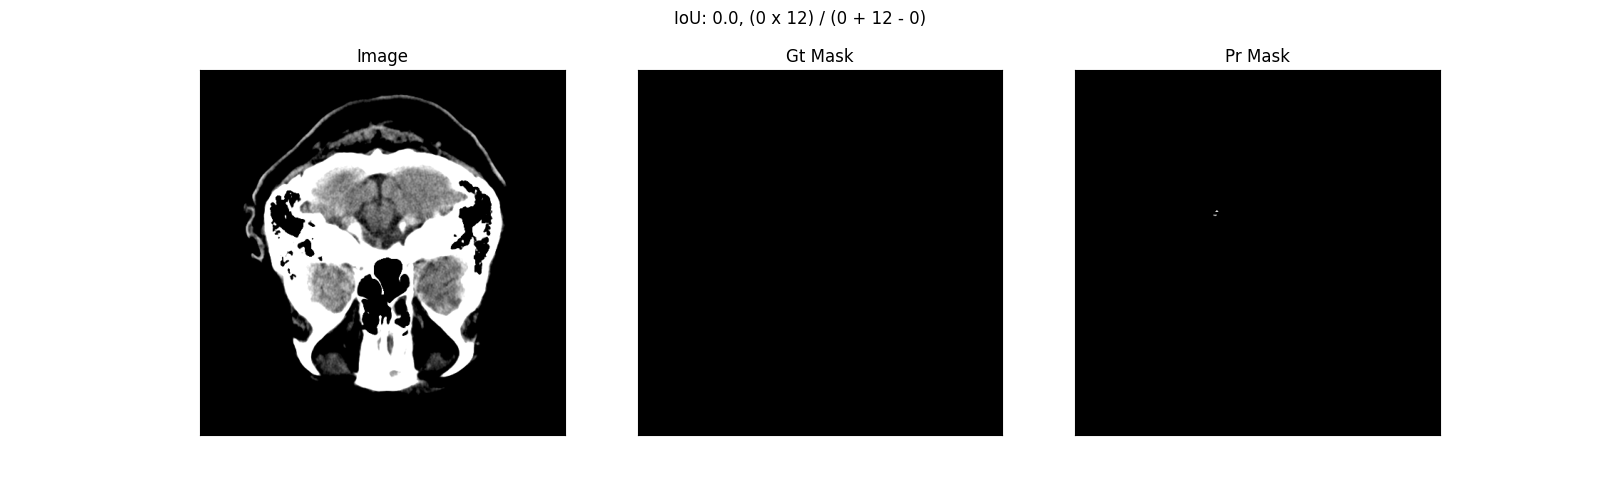 IoU: 0.0, (0 x 12) / (0 + 12 - 0)
Image
Gt Mask
Pr Mask